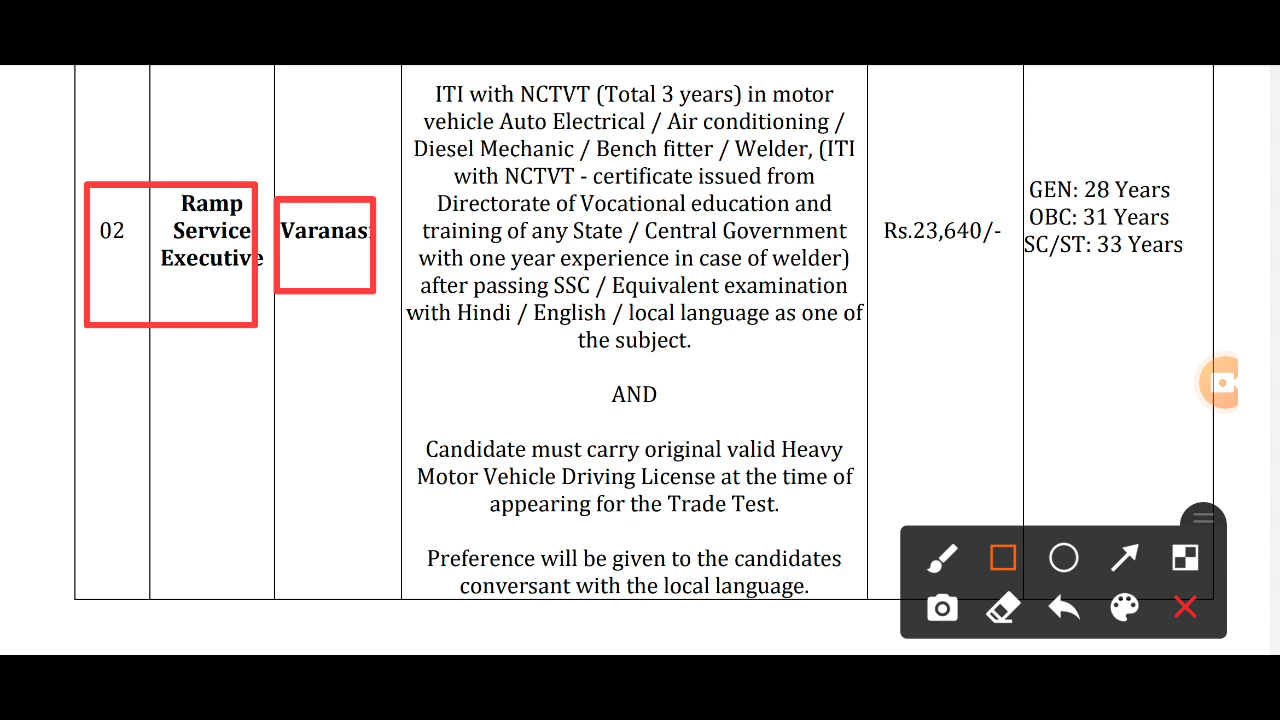 02
Ramp
Service
Executive
Varanasi
ITI with NCTVT (Total 3 years) in motor
vehicle Auto Electrical / Air conditioning /
Diesel Mechanic / Bench fitter / Welder, (ITI
with NCTVT - certificate issued from
Directorate of Vocational education and
training of any State / Central Government
with one year experience in case of welder)
after passing SSC / Equivalent examination
with Hindi / English / local language as one of
the subject.
AND
Candidate must carry original valid Heavy
Motor Vehicle Driving License at the time of
appearing for the Trade Test.
Preference will be given to the candidates
conversant with the local language.
Rs.23,640/-
GEN: 28 Years
OBC: 31 Years
SC/ST: 33 Years